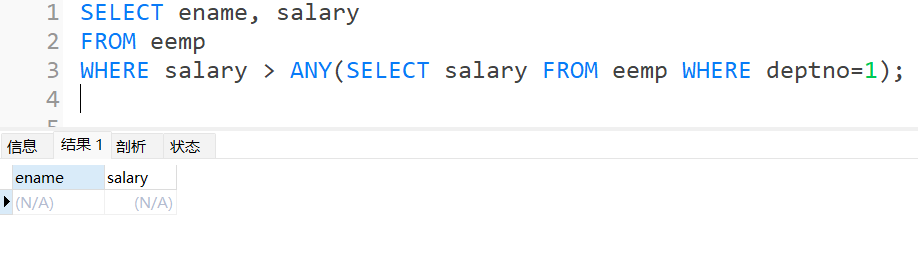 1 SELECT ename, salary
2 FROM eemp
3 WHERE salary > ANY(SELECT salary FROM eemp WHERE deptno=1);
4
5
信息 结果 1 剖析 状态
ename salary
(N/A) (N/A)